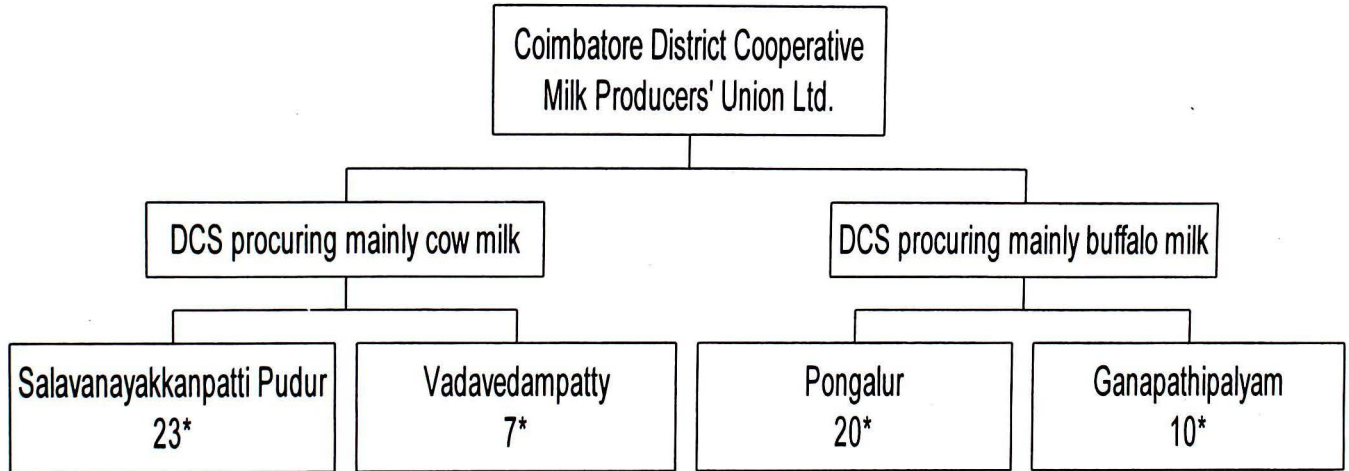 Coimbatore District Cooperative
Milk Producers' Union Ltd.
DCS procuring mainly cow milk
DCS procuring mainly buffalo milk
Salavanayakkanpatti Pudur
23*
Vadavedampatty
7*
Pongalur
20*
Ganapathipalyam
10*